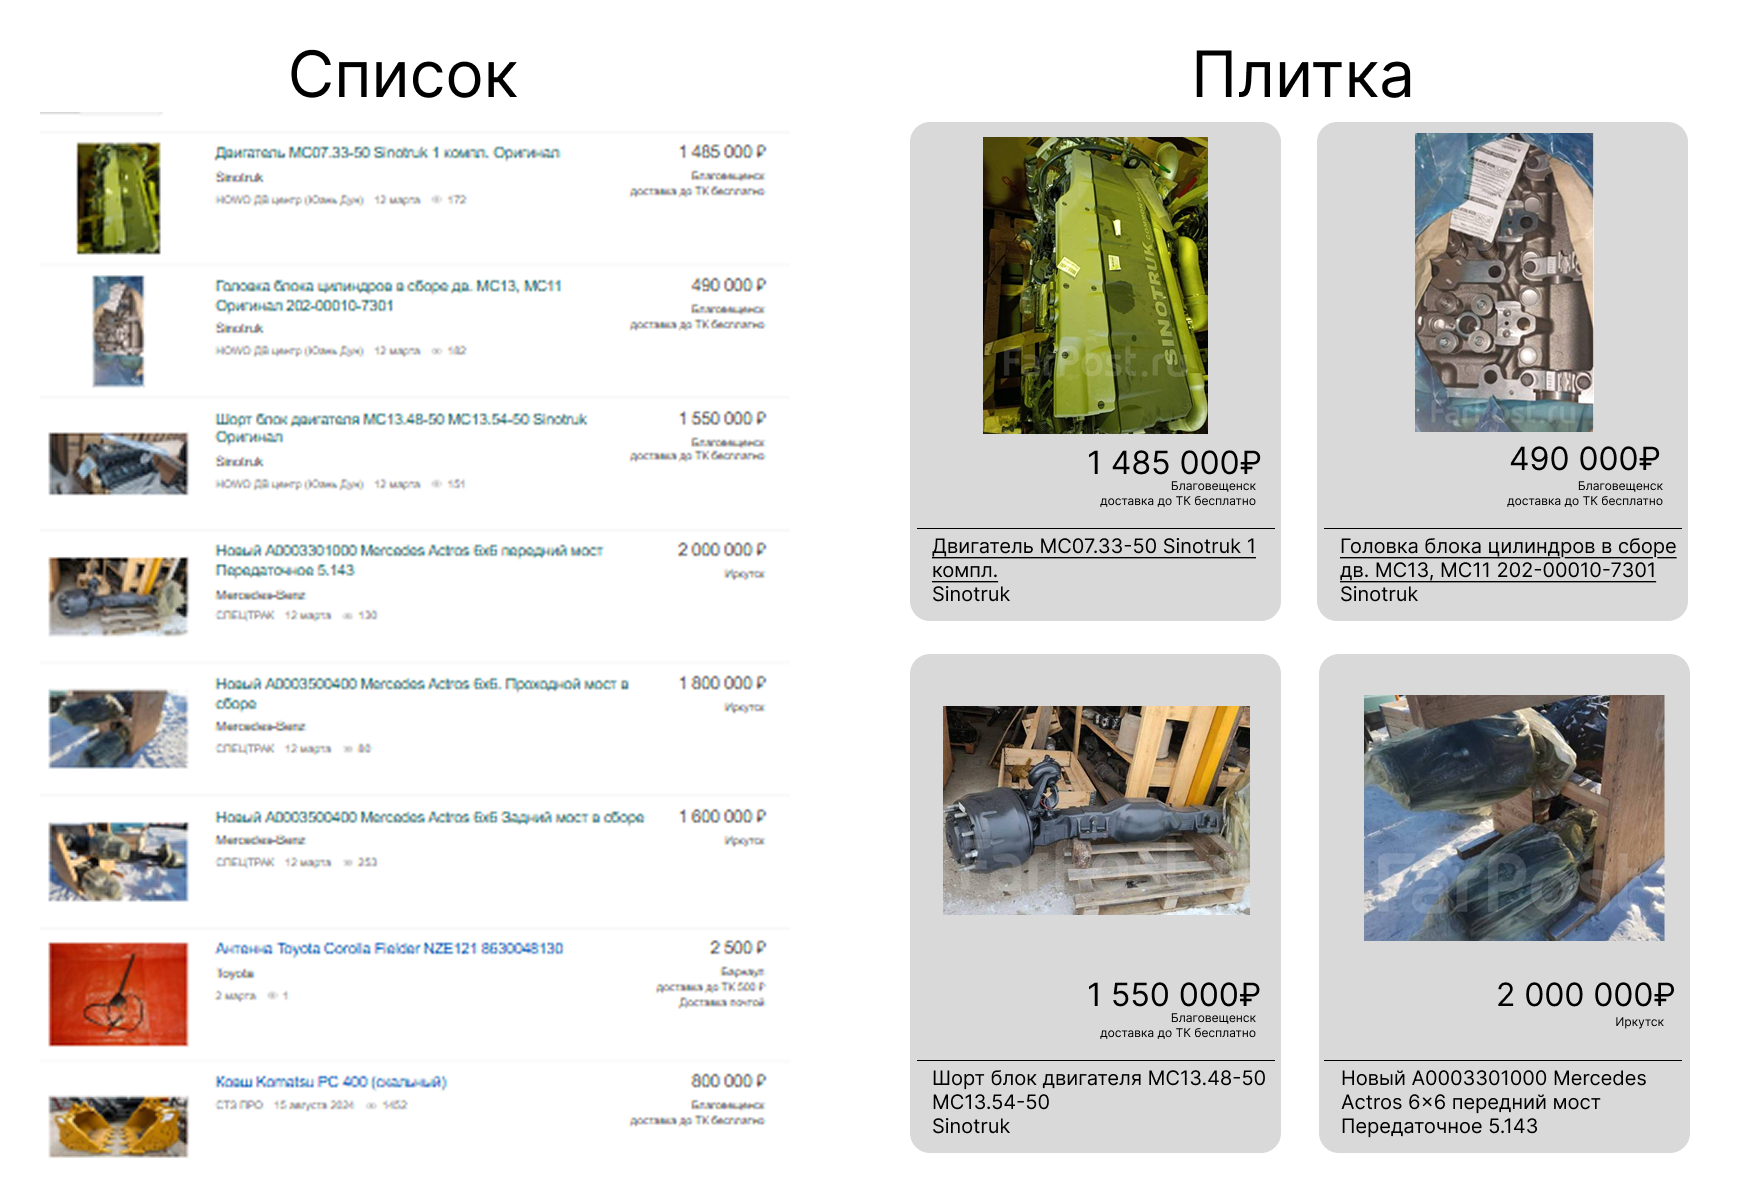 Список
Двигатель MC07.33-50 Sinotruk 1 компл. Оригинал
1 485 000 ₽
Sinotruk
Благовещенск
доставка до ТК бесплатно
HOWO ДВ центр (Юань Дун) 12 марта 172
Головка блока цилиндров в сборе дв. MC13, MC11
Оригинал 202-00010-7301
490 000 ₽
Sinotruk
Благовещенск
доставка до ТК бесплатно
HOWO ДВ центр (Юань Дун) 12 марта 182
Шорт блок двигателя MC13.48-50 MC13.54-50 Sinotruk
Оригинал
1 550 000 ₽
Sinotruk
Благовещенск
доставка до ТК бесплатно
HOWO ДВ центр (Юань Дун) 12 марта 151
Новый A0003301000 Mercedes Actros 6x6 передний мост
Передаточное 5.143
2 000 000 ₽
Mercedes-Benz
Иркутск
СПЕЦТРАК 12 марта 130
Новый A0003500400 Mercedes Actros 6x6. Проходной мост в
сборе
1 800 000 ₽
Mercedes-Benz
Иркутск
СПЕЦТРАК 12 марта 80
Новый A0003500400 Mercedes Actros 6x6 Задний мост в сборе
1 600 000 ₽
Mercedes-Benz
Иркутск
СПЕЦТРАК 12 марта 253
Антенна Toyota Corolla Fielder NZE121 8630048130
2 500 ₽
Toyota
Барнаул
доставка до ТК 500 ₽
Доставка почтой
2 марта 1
Ковш Komatsu PC 400 (скальный)
800 000 ₽
СТЗ ПРО 15 августа 2024 1452
Благовещенск
доставка до ТК бесплатно
Плитка
SINOTRUK
FarPost.ru
1 485 000₽
Благовещенск
доставка до ТК бесплатно
Двигатель MC07.33-50 Sinotruk 1
компл.
Sinotruk
FarPost.ru
490 000₽
Благовещенск
доставка до ТК бесплатно
Головка блока цилиндров в сборе
дв. MC13, MC11 202-00010-7301
Sinotruk
1 550 000₽
Благовещенск
доставка до ТК бесплатно
Шорт блок двигателя MC13.48-50
MC13.54-50
Sinotruk
FarPost
2 000 000₽
Иркутск
Новый A0003301000 Mercedes
Actros 6×6 передний мост
Передаточное 5.143